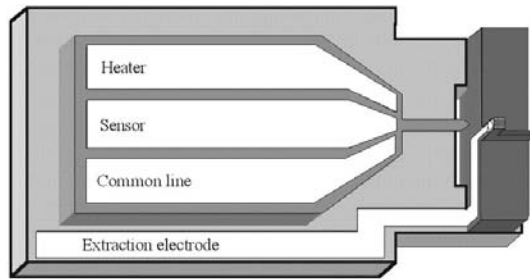 Heater
Sensor
Common line
Extraction electrode